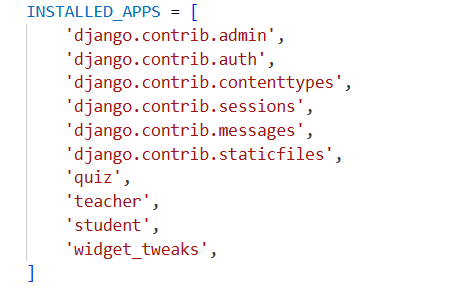 INSTALLED_APPS = [
    'django.contrib.admin',
    'django.contrib.auth',
    'django.contrib.contenttypes',
    'django.contrib.sessions',
    'django.contrib.messages',
    'django.contrib.staticfiles',
    'quiz',
    'teacher',
    'student',
    'widget_tweaks',
]